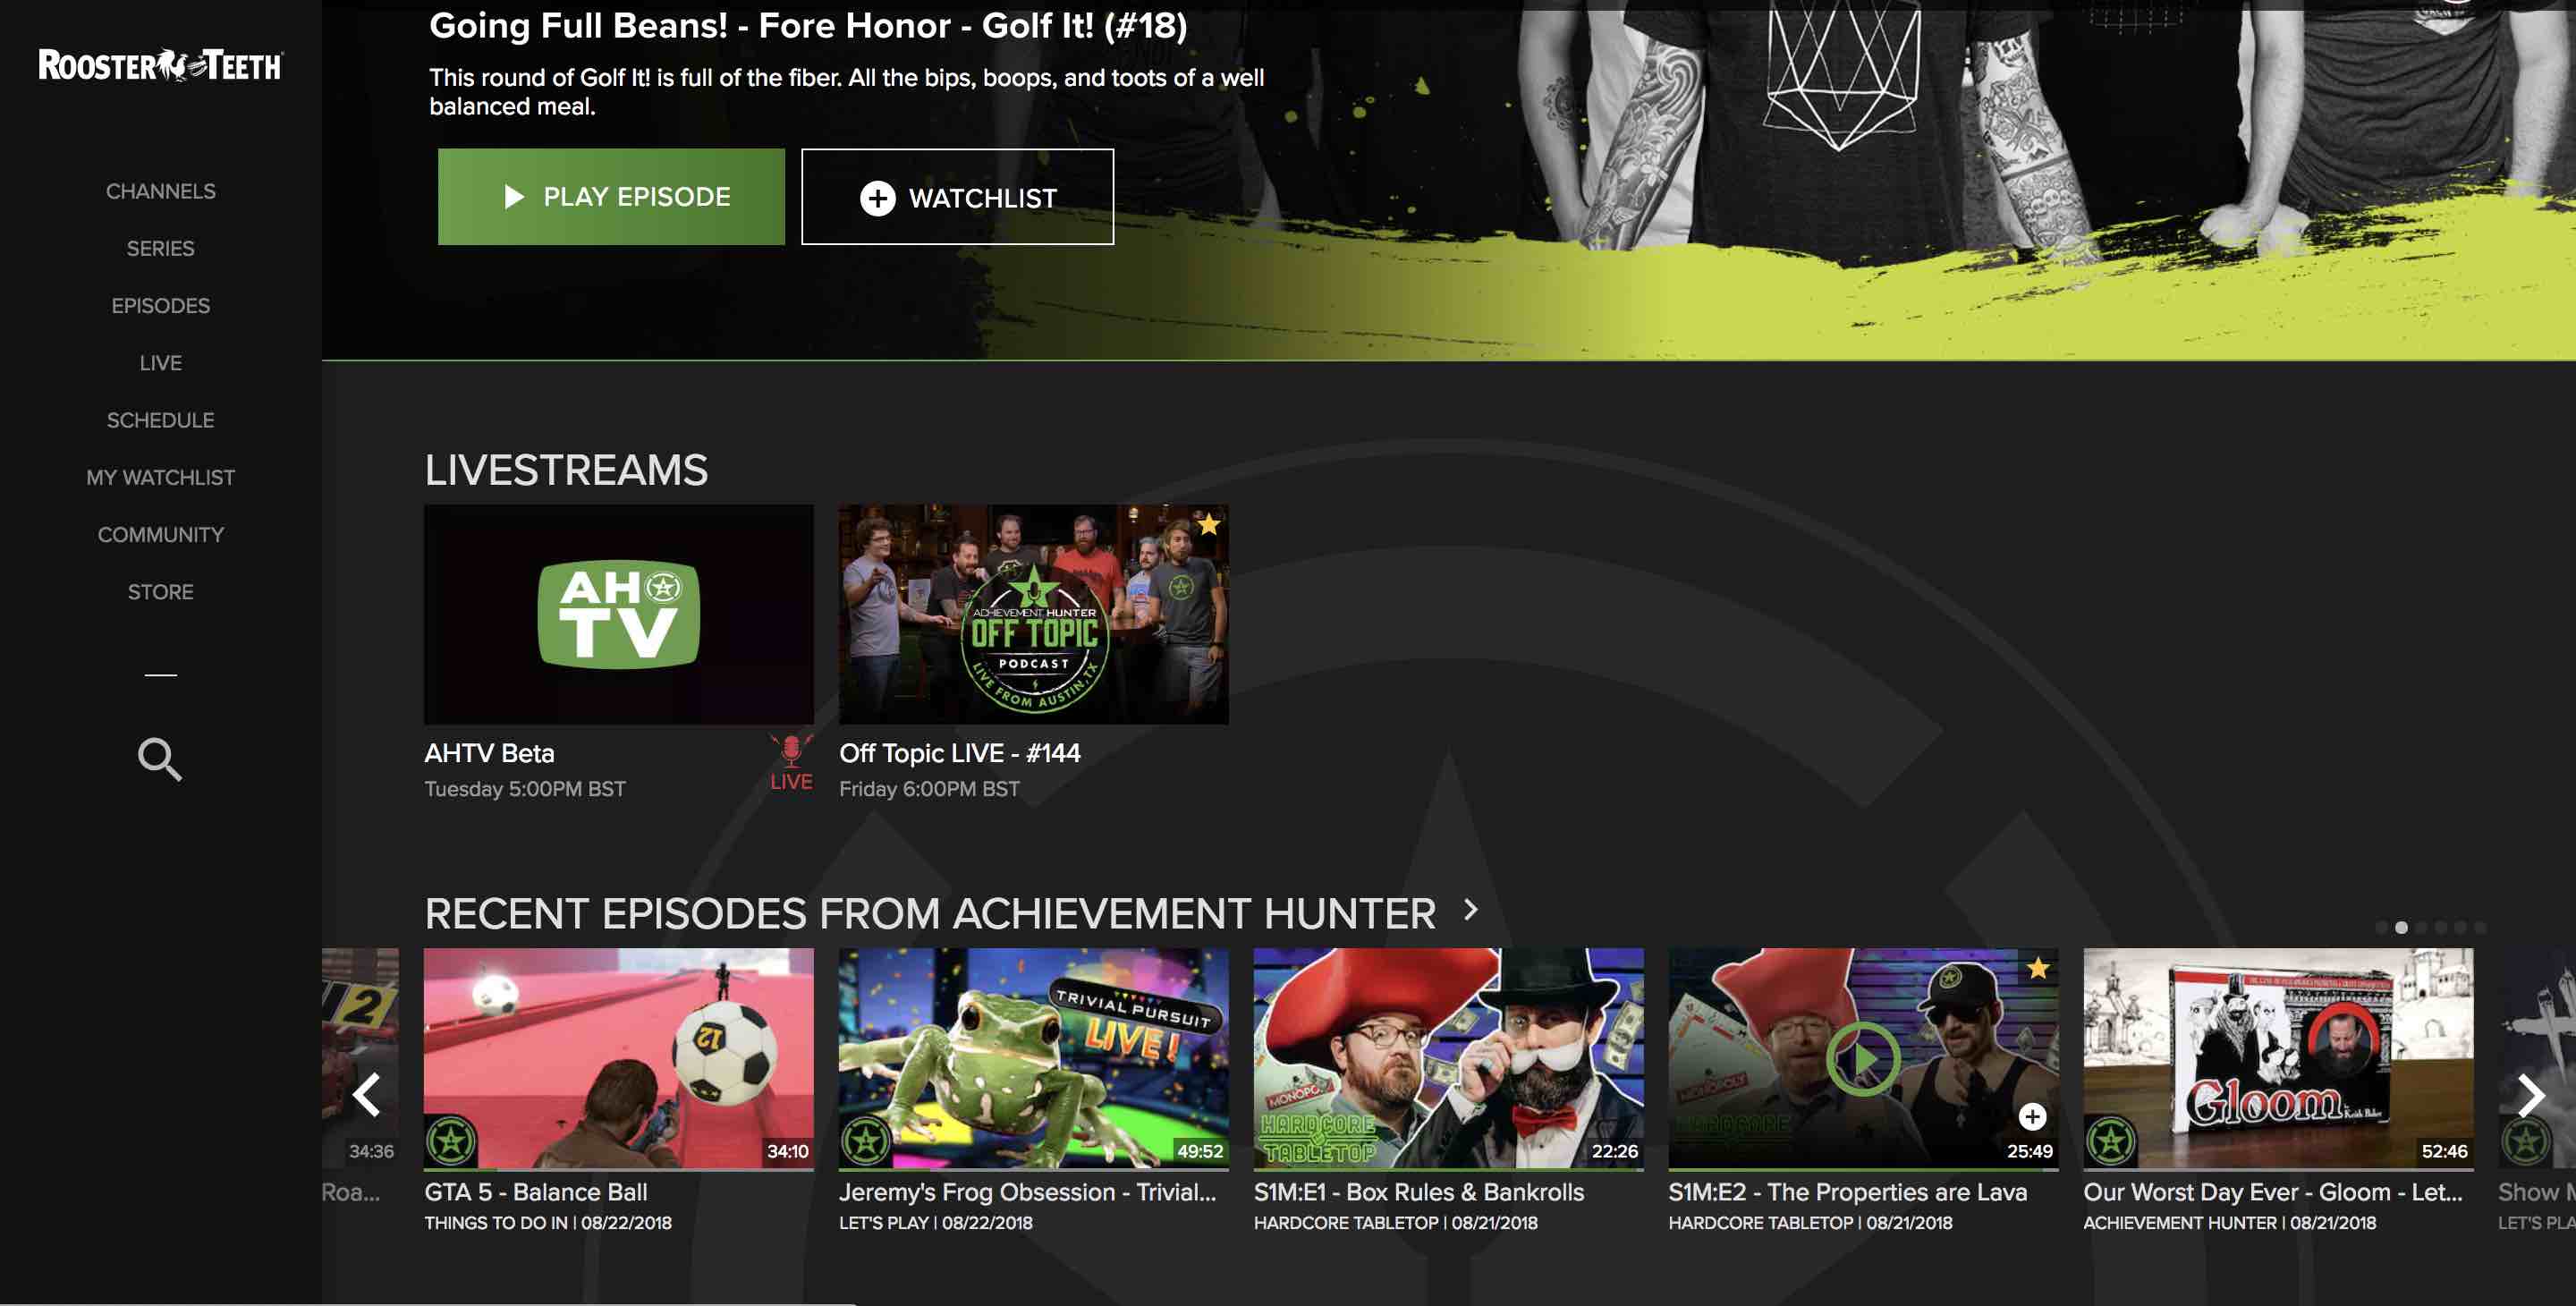 Going Full Beans! - Fore Honor - Golf It! (#18)
This round of Golf It! is full of the fiber. All the bips, boops, and toots of a well
balanced meal.
PLAY EPISODE
WATCHLIST
ROOSTER TEETH
CHANNELS
SERIES
EPISODES
LIVE
SCHEDULE
MY WATCHLIST
COMMUNITY
STORE
LIVESTREAMS
AH
TV
ACHIEVEMENT HUNTER
OFF TOPIC
PODCAST
LIVE FROM AUSTIN, TX
AHTV Beta
Tuesday 5:00PM BST
LIVE
Off Topic LIVE - #144
Friday 6:00PM BST
RECENT EPISODES FROM ACHIEVEMENT HUNTER
2
34:36
Roa...
12
34:10
GTA 5 - Balance Ball
THINGS TO DO IN | 08/22/2018
TRIVIAL PURSUIT
LIVE!
49:52
Jeremy's Frog Obsession - Trivial...
LET'S PLAY | 08/22/2018
MONOPO
HARDCORE
TABLETOP
22:26
S1M:E1 - Box Rules & Bankrolls
HARDCORE TABLETOP | 08/21/2018
MONOPOLY
HARDCORE
25:49
S1M:E2 - The Properties are Lava
HARDCORE TABLETOP | 08/21/2018
Gloom
Keith Baker
52:46
Our Worst Day Ever - Gloom - Let...
ACHIEVEMENT HUNTER | 08/21/2018
Show
LET'S PLA